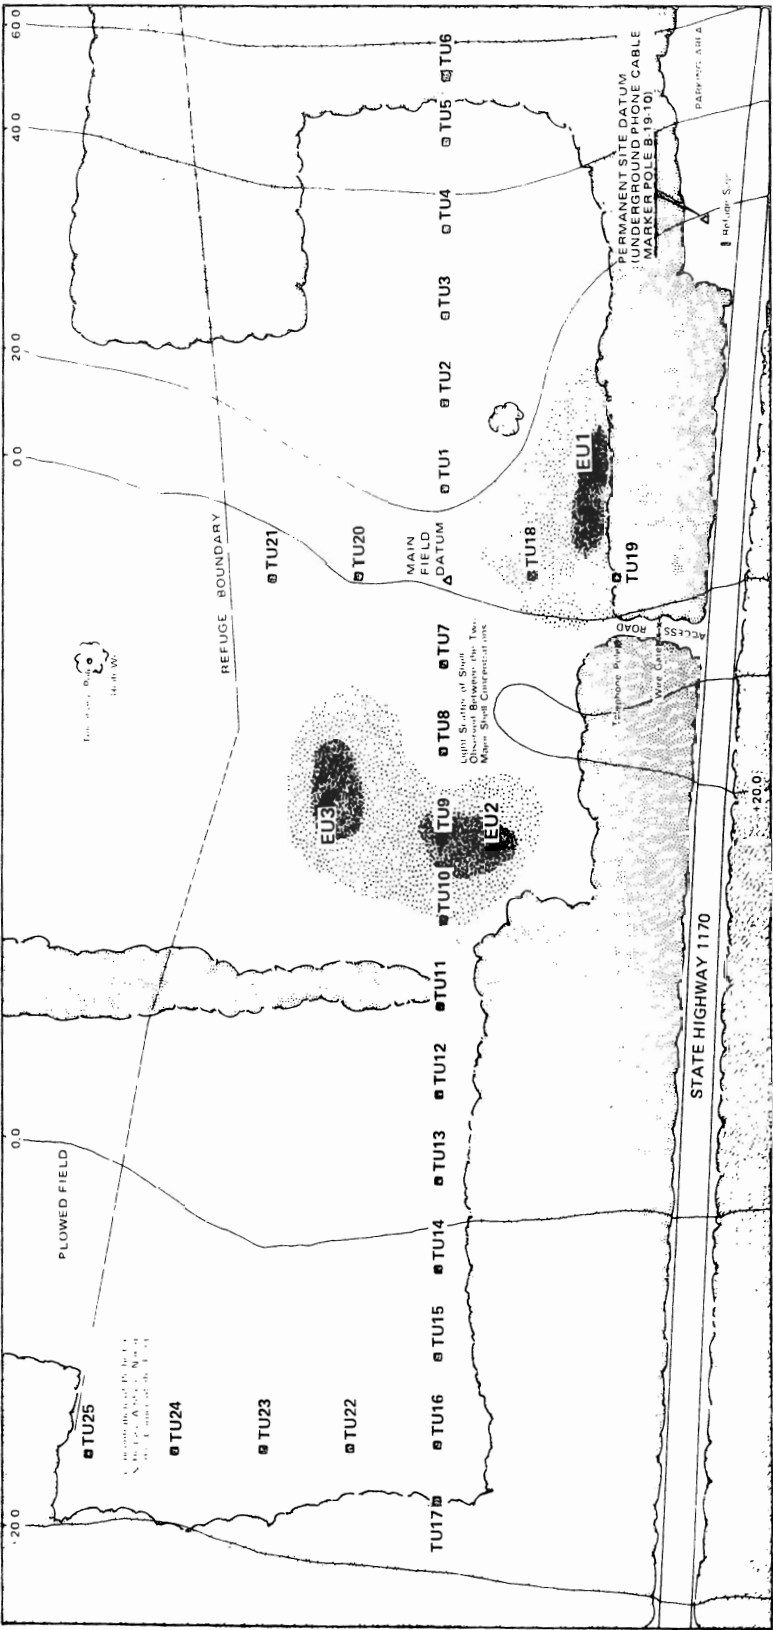 60.0
40.0
20.0
0.0
0.0
20.0
TU6
TU5
TU4
TU3
TU2
TU1
MAIN
FIELD
DATUM
TU7
TU8
TU9
TU10
TU11
TU12
TU13
TU14
TU15
TU16
TU17
TU21
TU20
TU18
TU19
TU25
TU24
TU23
TU22
EU1
EU2
EU3
REFUGE BOUNDARY
PLOWED FIELD
PERMANENT SITE DATUM
(UNDERGROUND PHONE CABLE
MARKER POLE B-19-10)
PARKING AREA
Refuge Sign
Light Scatter of Shell
Observed Between the Two
Major Shell Concentrations
Telephone Pole
Wire Gate
ACCESS
ROAD
+20.0
STATE HIGHWAY 1170